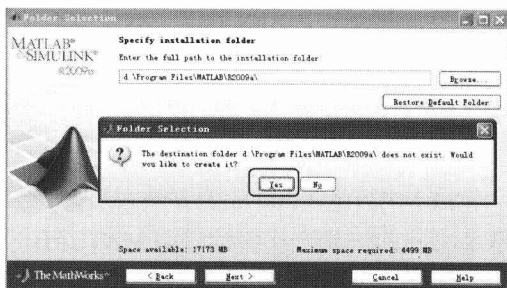 Folder Selection
MATLAB®
&SIMULINK®
R2009a
Specify installation folder
Enter the full path to the installation folder
d \Program Files\MATLAB\R2009a\
Browse...
Restore Default Folder
Folder Selection
The destination folder d \Program Files\MATLAB\R2009a\ does not exist. Would
you like to create it?
Yes
No
Space available: 17173 MB
Maximum space required: 4499 MB
The MathWorks™
< Back
Next >
Cancel
Help